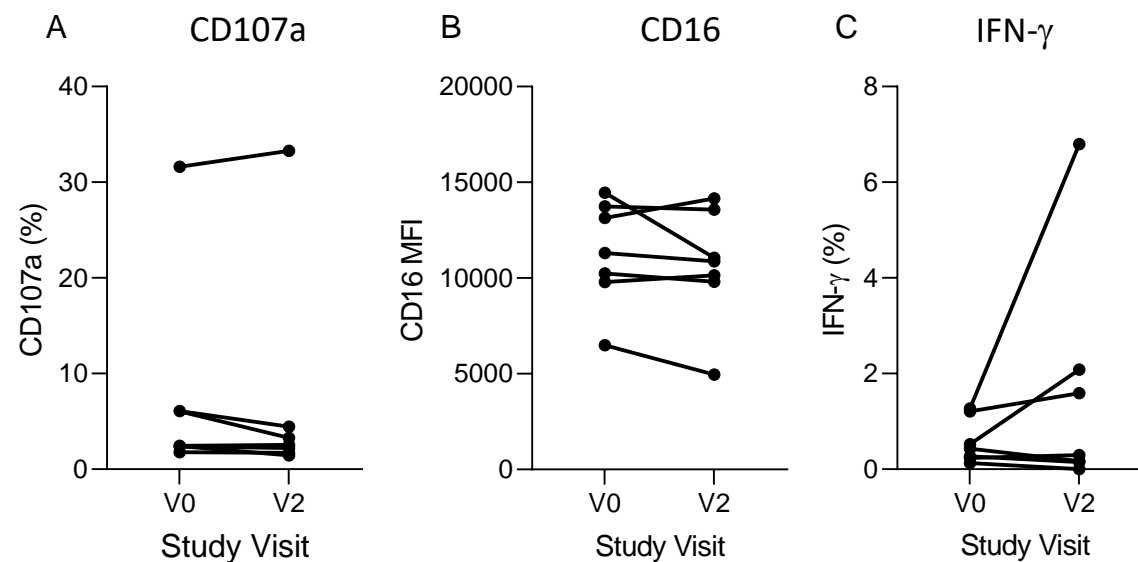 A
CD107a
CD107a (%)
40
30
20
10
0
V0
V2
Study Visit
B
CD16
CD16 MFI
20000
15000
10000
5000
0
V0
V2
Study Visit
C
IFN-γ
IFN-γ (%)
8
6
4
2
0
V0
V2
Study Visit